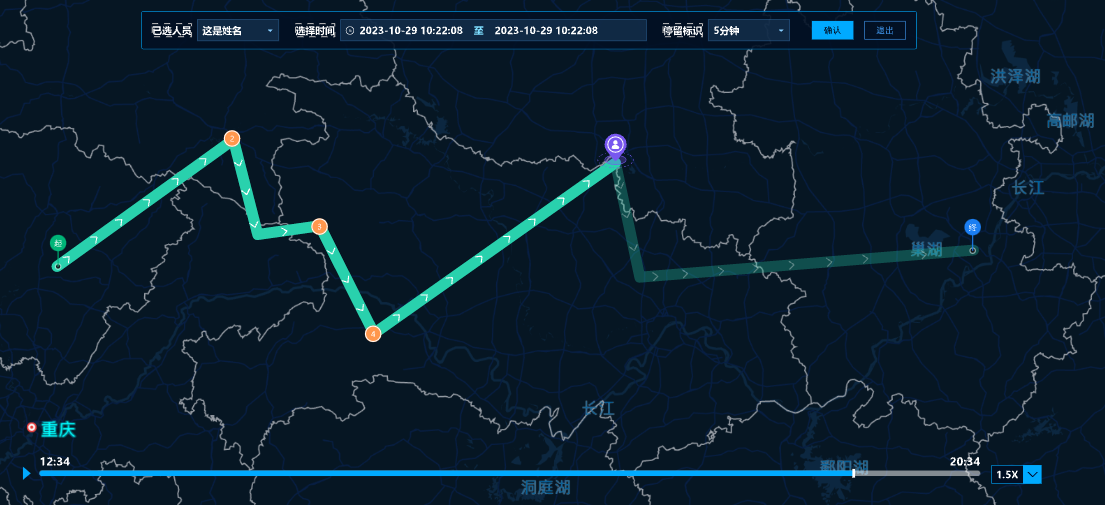 已选人员 这是姓名 选择时间 2023-10-29 10:22:08 至 2023-10-29 10:22:08 停留标识 5分钟 确认 退出
洪泽湖
高邮湖
2
长江
3
起
终
巢湖
4
长江
重庆
12:34 20:34
鄱阳湖
1.5X
洞庭湖